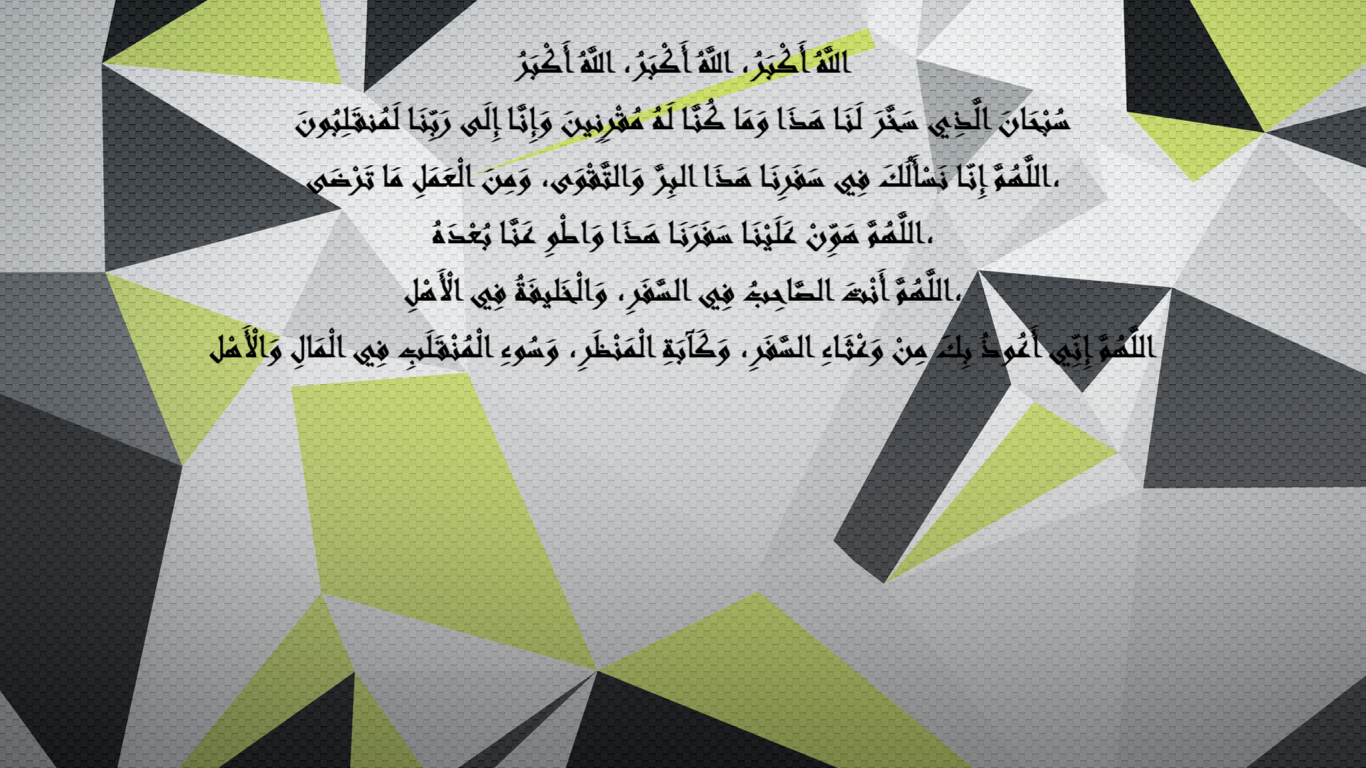 اللَّهُ أَكْبَرُ، اللَّهُ أَكْبَرُ، اللَّهُ أَكْبَرُ
سُبْحَانَ الَّذِي سَخَّرَ لَنَا هَذَا وَمَا كُنَّا لَهُ مُقْرِنِينَ وَإِنَّا إِلَى رَبِّنَا لَمُنقَلِبُونَ
،اللَّهُمَّ إِنّا نَسْأَلُكَ فِي سَفَرِنَا هَذَا البِرَّ وَالتَّقْوَى، وَمِنَ الْعَمَلِ مَا تَرْضَى
،اللَّهُمَّ هَوِّنْ عَلَيْنَا سَفَرَنَا هَذَا وَاطْوِ عَنَّا بُعْدَهُ
،اللَّهُمَّ أَنْتَ الصَّاحِبُ فِي السَّفَرِ، وَالْخَليفَةُ فِي الْأَهْلِ
اللَّهُمَّ إِنِّي أَعُوذُ بِكَ مِنْ وَعْثَاءِ السَّفَرِ، وَكَآبَةِ الْمَنْظَرِ، وَسُوءِ الْمُنْقَلَبِ فِي الْمَالِ وَالْأَهْل